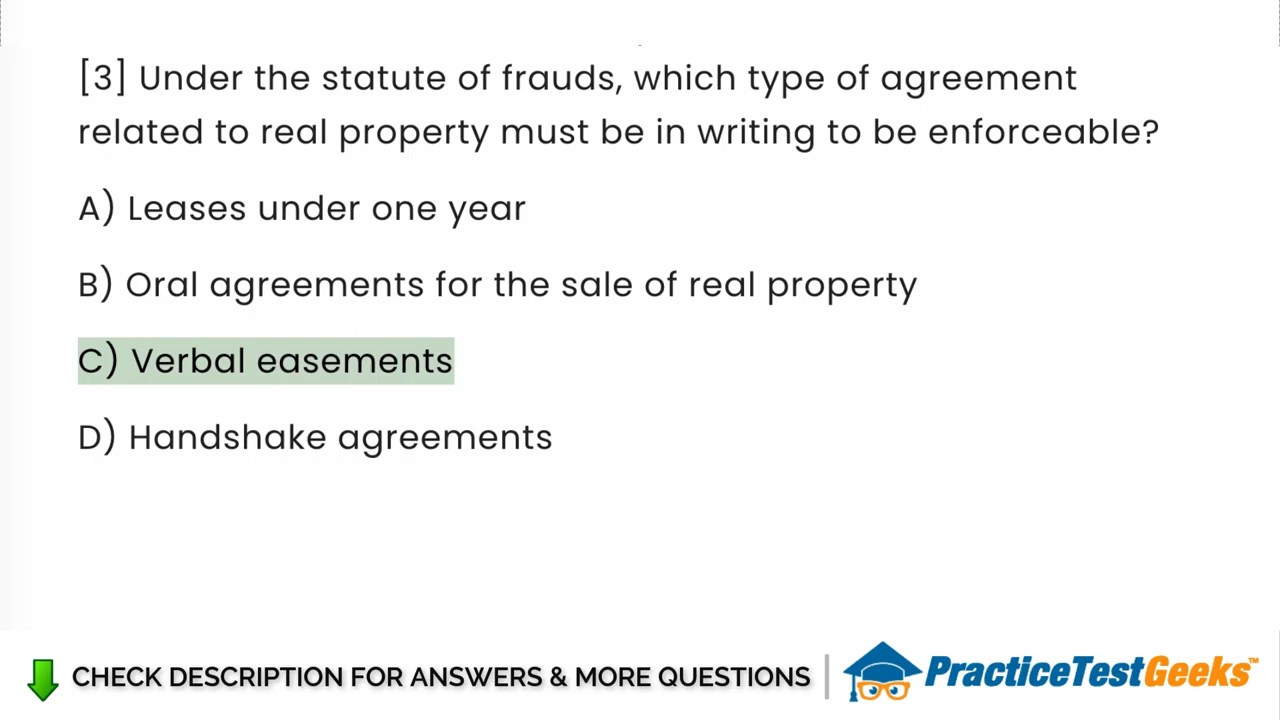 [3] Under the statute of frauds, which type of agreement
related to real property must be in writing to be enforceable?
A) Leases under one year
B) Oral agreements for the sale of real property
C) Verbal easements
D) Handshake agreements
CHECK DESCRIPTION FOR ANSWERS & MORE QUESTIONS | PracticeTestGeeks™